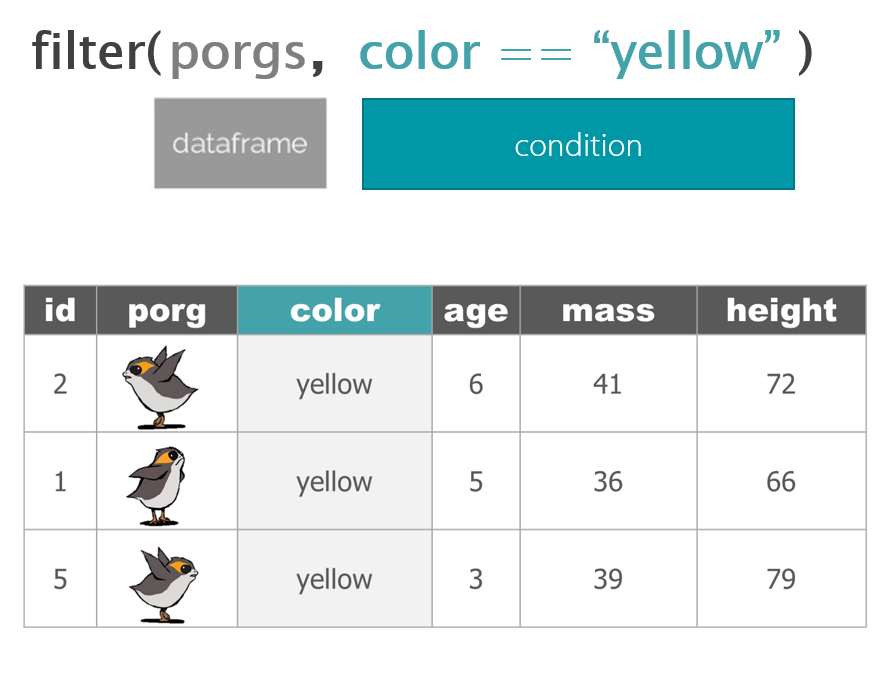 filter(porgs, color == “yellow” )
dataframe condition
id porg color age mass height
2 yellow 6 41 72
1 yellow 5 36 66
5 yellow 3 39 79